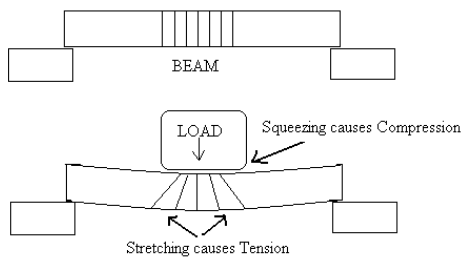 BEAM
LOAD
Squeezing causes Compression
Stretching causes Tension